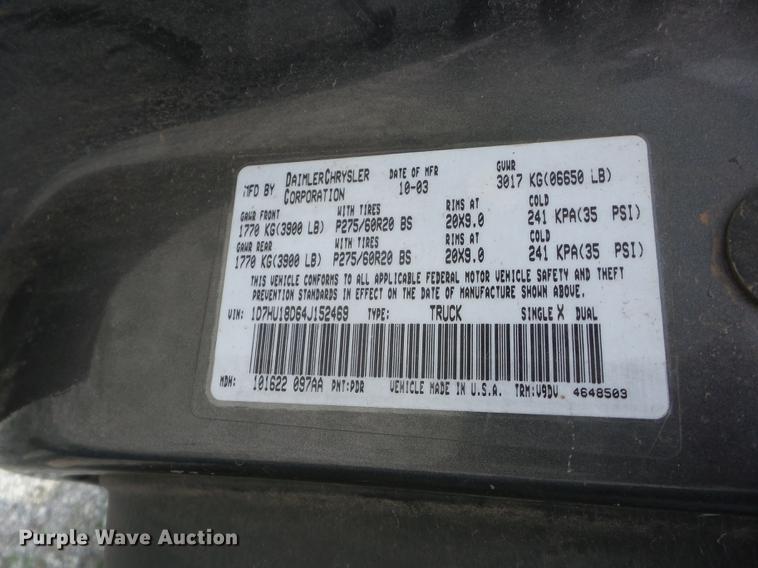 MFD BY DAIMLERCHRYSLER CORPORATION DATE OF MFR 10-03 GVWR 3017 KG(06650 LB)
GAWR FRONT WITH TIRES RIMS AT COLD
1770 KG(3900 LB) P275/60R20 BS 20X9.0 241 KPA(35 PSI)
GAWR REAR WITH TIRES RIMS AT COLD
1770 KG(3900 LB) P275/60R20 BS 20X9.0 241 KPA(35 PSI)
THIS VEHICLE CONFORMS TO ALL APPLICABLE FEDERAL MOTOR VEHICLE SAFETY AND THEFT
PREVENTION STANDARDS IN EFFECT ON THE DATE OF MANUFACTURE SHOWN ABOVE.
VIN: 1D7HU18D64J152469 TYPE: TRUCK SINGLE X DUAL
MDH: 101622 097AA PNT:PDR VEHICLE MADE IN U.S.A. TRM:V9DV 4648503
Purple Wave Auction